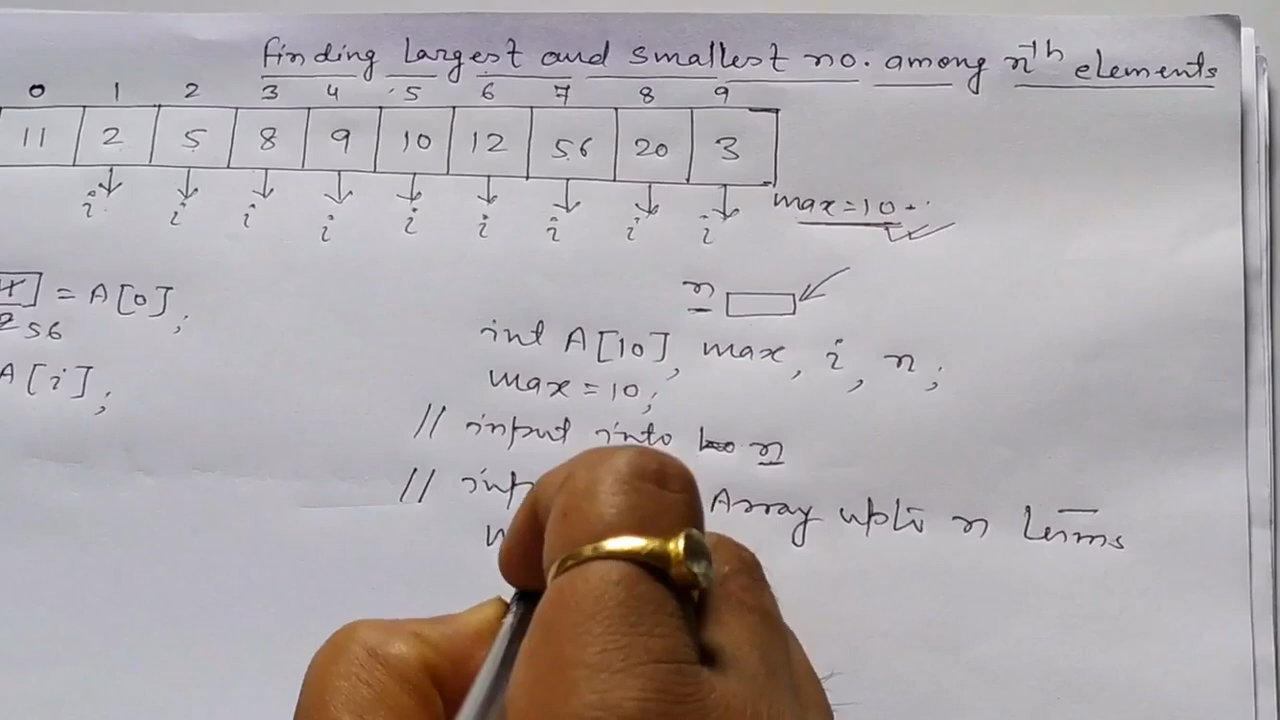 Finding Largest and smallest no. among nth elements
0 1 2 3 4 5 6 7 8 9
11 2 5 8 9 10 12 56 20 3
i i i i i i i i i
max=10
= A[0];
56
n
int A[10], max, i, n;
A[i];
max = 10;
// input into n
// Array upto n terms